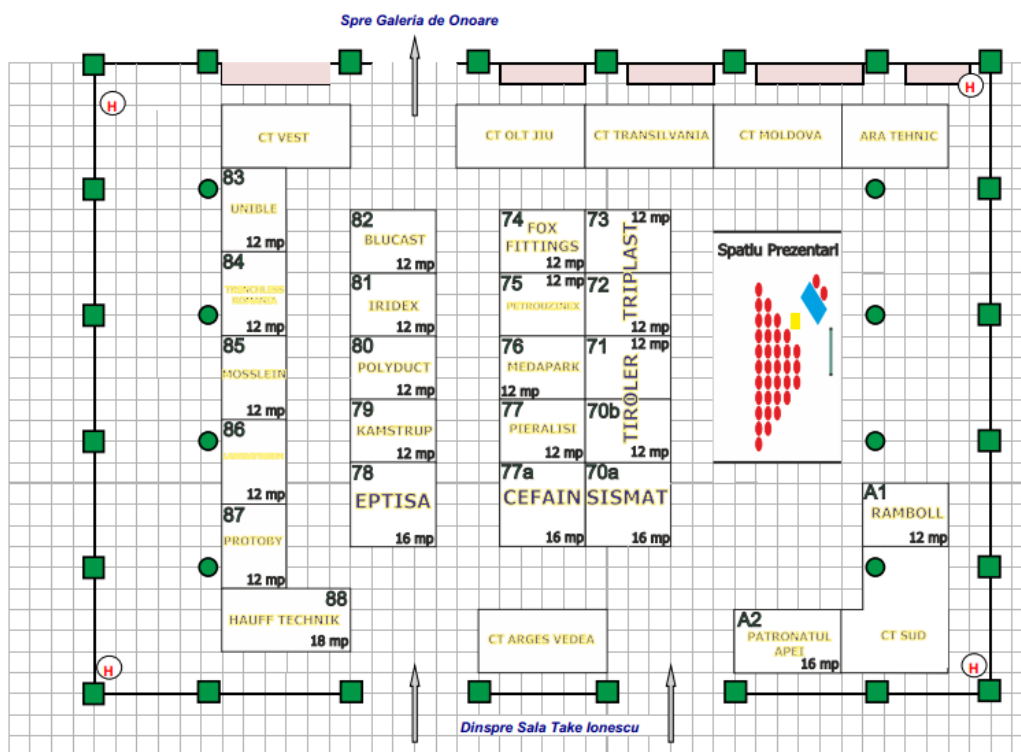 Spre Galeria de Onoare
H
H
CT VEST
CT OLT JIU
CT TRANSILVANIA
CT MOLDOVA
ARA TEHNIC
83
UNIBLE
12 mp
84
TRENCHLESS
ROMANIA
12 mp
85
MOSSLEIN
12 mp
86
12 mp
87
PROTOBY
12 mp
88
HAUFF TECHNIK
18 mp
82
BLUCAST
12 mp
81
IRIDEX
12 mp
80
POLYDUCT
12 mp
79
KAMSTRUP
12 mp
78
EPTISA
16 mp
74
FOX
FITTINGS
12 mp
75
12 mp
PETROUZINEX
76
MEDAPARK
12 mp
77
PIERALISI
12 mp
77a
CEFAIN
16 mp
73
12 mp
TRIPLAST
72
12 mp
71
12 mp
TIROLER
70b
12 mp
70a
SISMAT
16 mp
Spatiu Prezentari
A1
RAMBOLL
12 mp
A2
PATRONATUL
APEI
16 mp
CT SUD
CT ARGES VEDEA
H
H
Dinspre Sala Take Ionescu